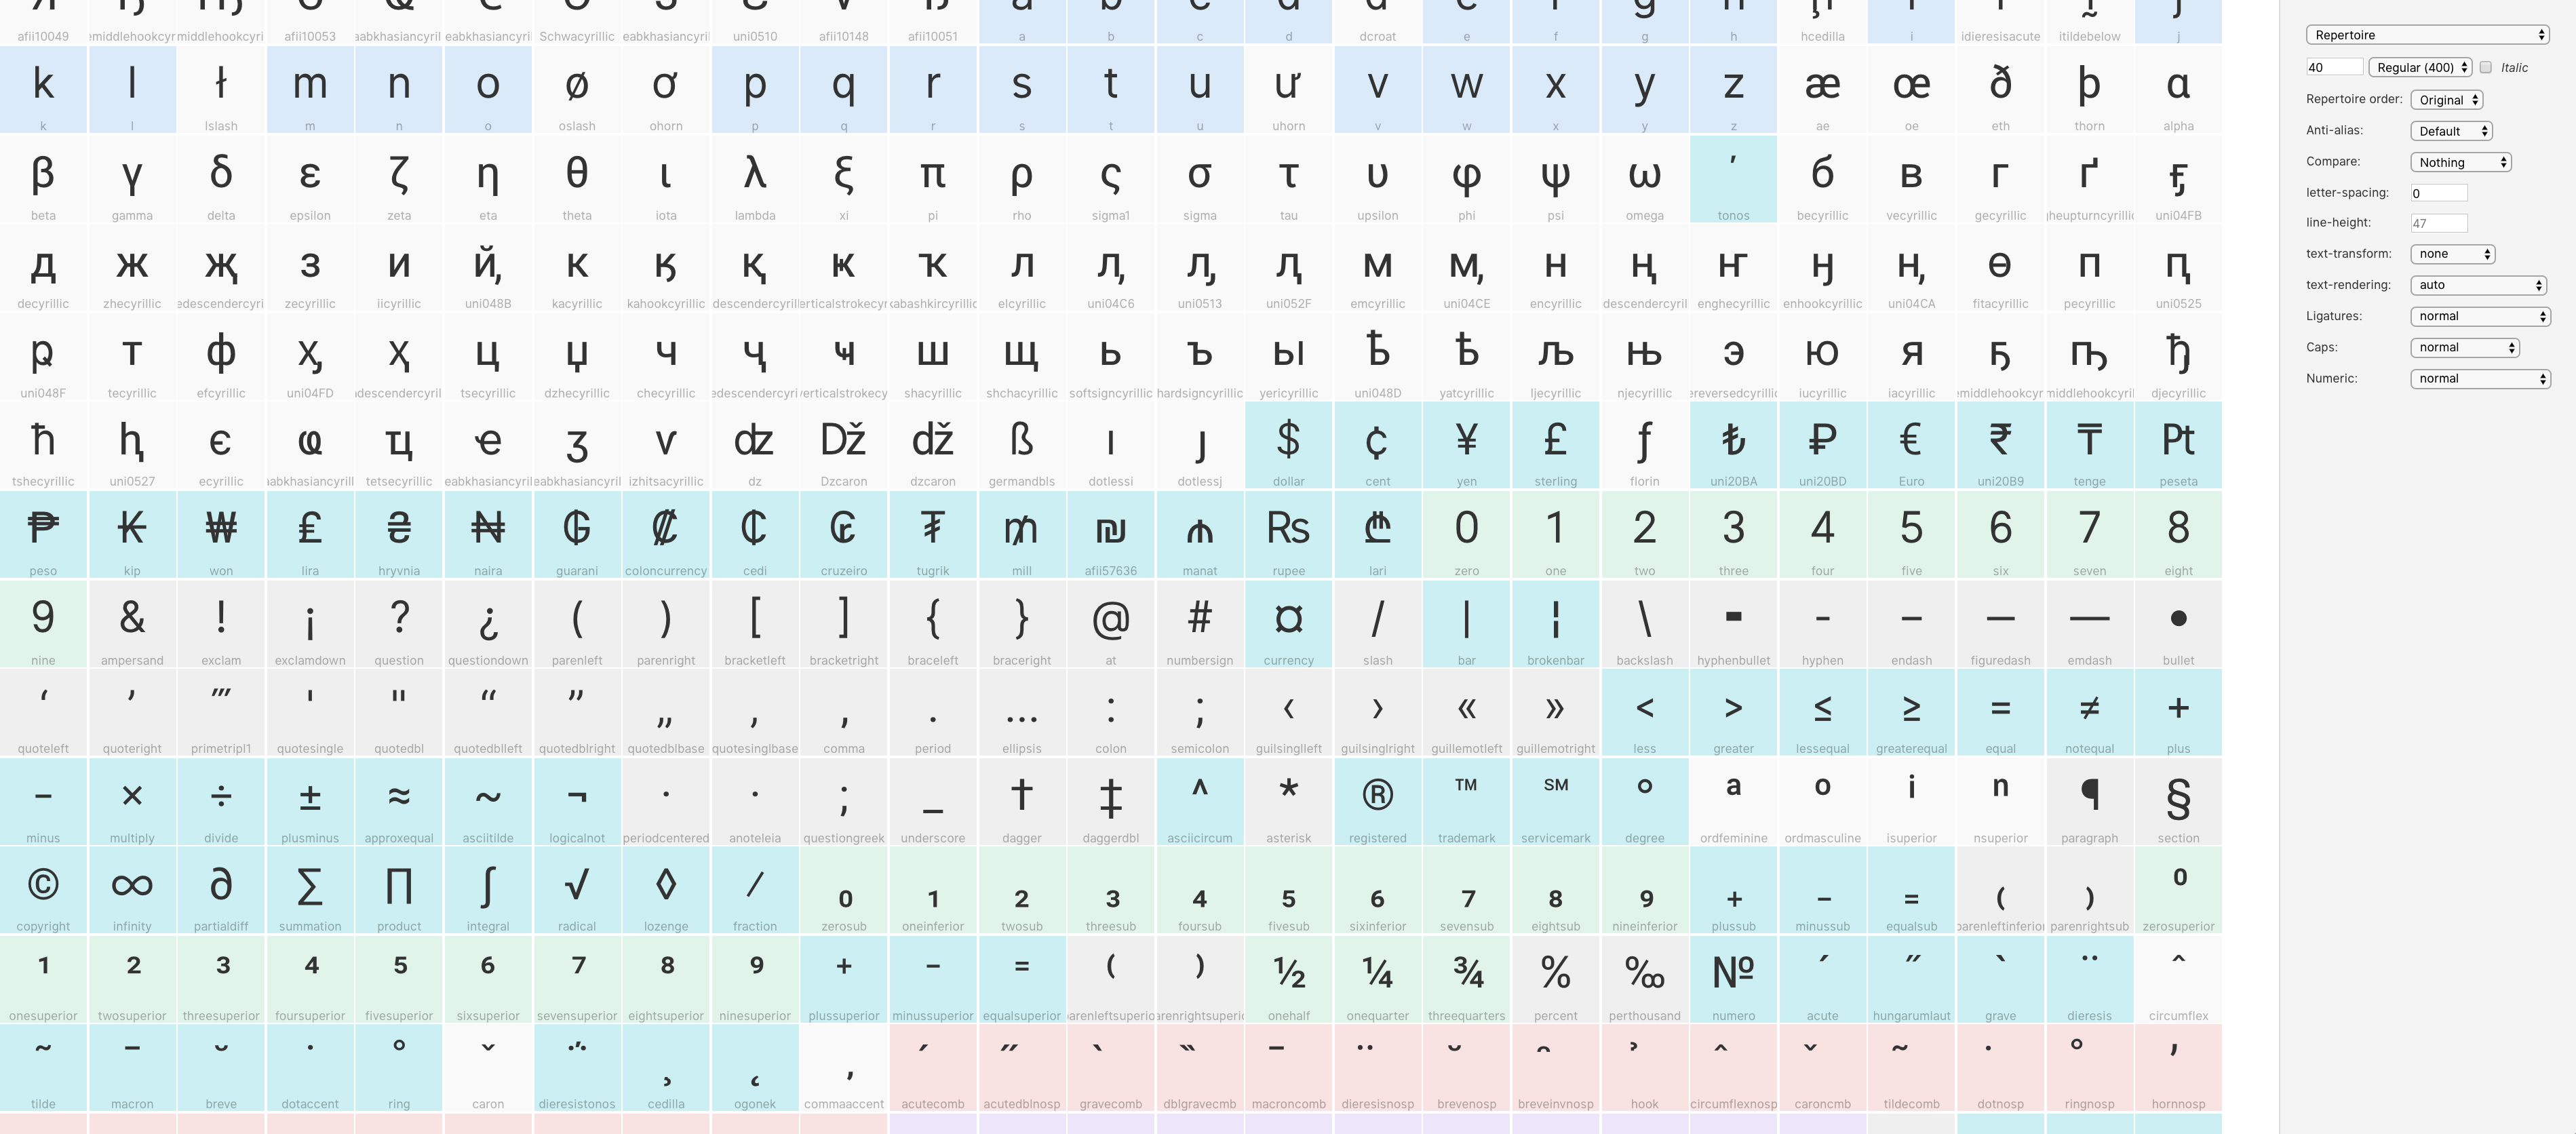 afii10049 emiddlehookcyr middlehookcyri afii10053 aabkhasiancyril eabkhasiancyril Schwacyrillic eabkhasiancyril uni0510 afii10148 afii10051 a b c d dcroat e f g h hcedilla i idieresisacute itildebelow j
k l ł m n o ø ơ p q r s t u ư v w x y z æ œ ð þ α
k l lslash m n o oslash ohorn p q r s t u uhorn v w x y z ae oe eth thorn alpha
β γ δ ε ζ η θ ι λ ξ π ρ ς σ τ υ φ ψ ω ΄ б в г ґ ӻ
beta gamma delta epsilon zeta eta theta iota lambda xi pi rho sigma1 sigma tau upsilon phi psi omega tonos becyrillic vecyrillic gecyrillic gheupturncyrillic uni04FB
д ж җ з и ҋ к ӄ қ ҝ ҡ л ӆ ԓ ԯ м ӎ н ң ҥ ӈ ӊ ө п ԥ
decyrillic zhecyrillic edescendercyri zecyrillic iicyrillic uni048B kacyrillic kahookcyrillic descendercyrill erticalstrokecyr kabashkircyrillic elcyrillic uni04C6 uni0513 uni052F emcyrillic uni04CE encyrillic descendercyril enghecyrillic enhookcyrillic uni04CA fitacyrillic pecyrillic uni0525
ҏ т ф ӽ ҳ ц џ ч ҷ ҹ ш щ ь ъ ы ҍ ѣ љ њ э ю я ҕ ҧ ђ
uni048F tecyrillic efcyrillic uni04FD adescendercyril tsecyrillic dzhecyrillic checyrillic edescendercyri verticalstrokecy shacyrillic shchacyrillic softsigncyrillic hardsigncyrillic yericyrillic uni048D yatcyrillic ljecyrillic njecyrillic ereversedcyrillic iucyrillic iacyrillic emiddlehookcyr middlehookcyril djecyrillic
ћ ԧ є ҩ ҵ ҽ ӡ ѵ ǳ ǅ ǆ ß ı ȷ $ ¢ ¥ £ ƒ ₺ ₽ € ₹ ₸ ₧
tshecyrillic uni0527 ecyrillic aabkhasiancyrill tetsecyrillic eabkhasiancyril eabkhasiancyril izhitsacyrillic dz Dzcaron dzcaron germandbls dotlessi dotlessj dollar cent yen sterling florin uni20BA uni20BD Euro uni20B9 tenge peseta
₱ ₭ ₩ ₤ ₴ ₦ ₲ ₡ ₵ ₢ ₮ ₥ ₪ ₼ ₨ ₾ 0 1 2 3 4 5 6 7 8
peso kip won lira hryvnia naira guarani coloncurrency cedi cruzeiro tugrik mill afii57636 manat rupee lari zero one two three four five six seven eight
9 & ! ¡ ? ¿ ( ) [ ] { } @ # ¤ / | ¦ \ ⁃ - – ‒ — •
nine ampersand exclam exclamdown question questiondown parenleft parenright bracketleft bracketright braceleft braceright at numbersign currency slash bar brokenbar backslash hyphenbullet hyphen endash figuredash emdash bullet
‘ ’ ‴ ' " “ ” „ ‚ , . … : ; ‹ › « » < > ≤ ≥ = ≠ +
quoteleft quoteright primetripl1 quotesingle quotedbl quotedblleft quotedblright quotedblbase quotesinglbase comma period ellipsis colon semicolon guilsinglleft guilsinglright guillemotleft guillemotright less greater lessequal greaterequal equal notequal plus
− × ÷ ± ≈ ~ ¬ · · ; _ † ‡ ^ * ® ™ ℠ ° ª º ⁱ ⁿ ¶ §
minus multiply divide plusminus approxequal asciitilde logicalnot periodcentered anoteleia questiongreek underscore dagger daggerdbl asciicircum asterisk registered trademark servicemark degree ordfeminine ordmasculine isuperior nsuperior paragraph section
© ∞ ∂ ∑ ∏ ∫ √ ◊ ⁄ ₀ ₁ ₂ ₃ ₄ ₅ ₆ ₇ ₈ ₉ ₊ ₋ ₌ ₍ ₎ ⁰
copyright infinity partialdiff summation product integral radical lozenge fraction zerosub oneinferior twosub threesub foursub fivesub sixinferior sevensub eightsub nineinferior plussub minussub equalsub parenleftinferior parenrightsub zerosuperior
¹ ² ³ ⁴ ⁵ ⁶ ⁷ ⁸ ⁹ ⁺ ⁻ ⁼ ⁽ ⁾ ½ ¼ ¾ % ‰ № ´ ˝ ` ¨ ˆ
onesuperior twosuperior threesuperior foursuperior fivesuperior sixsuperior sevensuperior eightsuperior ninesuperior plussuperior minussuperior equalsuperior parenleftsuperio arenrightsuperio onehalf onequarter threequarters percent perthousand numero acute hungarumlaut grave dieresis circumflex
˜ ¯ ˘ ˙ ˚ ˇ ΅ ¸ ˛
tilde macron breve dotaccent ring caron dieresistonos cedilla ogonek commaaccent acutecomb acutedblnosp gravecomb dblgravecmb macroncomb dieresisnosp brevenosp breveinvnosp hook circumflexnosp caroncmb tildecomb dotnosp ringnosp hornnosp
Repertoire
40 Regular (400) Italic
Repertoire order: Original
Anti-alias: Default
Compare: Nothing
letter-spacing: 0
line-height: 47
text-transform: none
text-rendering: auto
Ligatures: normal
Caps: normal
Numeric: normal